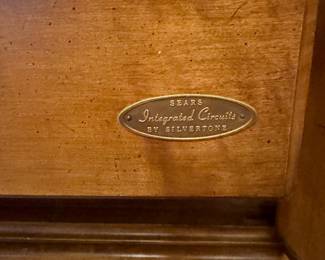 SEARS
Integrated Circuits
BY SILVERTONE